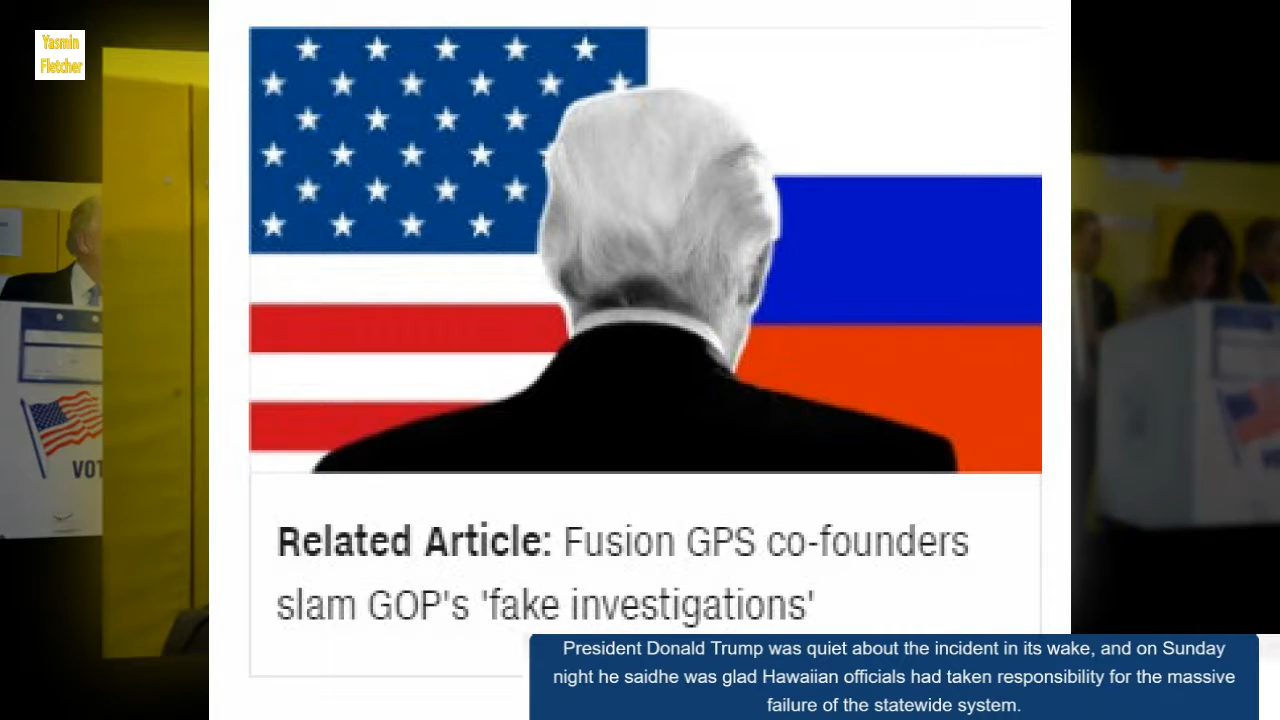 Yasmin
Fletcher
VOT
Related Article: Fusion GPS co-founders
slam GOP's 'fake investigations'
President Donald Trump was quiet about the incident in its wake, and on Sunday
night he saidhe was glad Hawaiian officials had taken responsibility for the massive
failure of the statewide system.